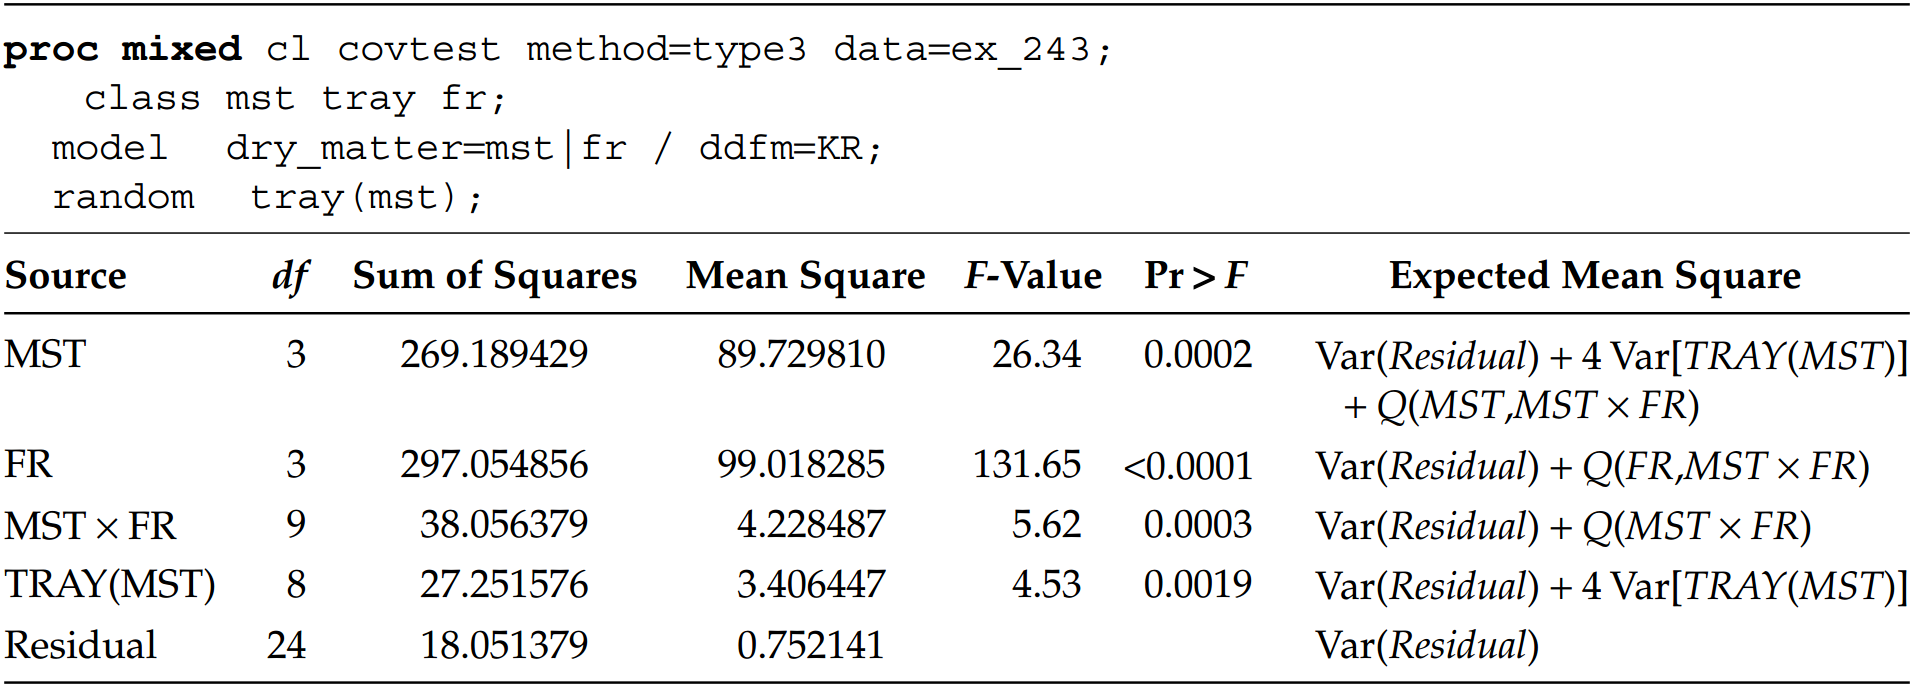 proc mixed cl covtest method=type3 data=ex_243;
class mst tray fr;
model dry_matter=mst|fr / ddfm=KR;
random tray(mst);
Source df Sum of Squares Mean Square F-Value Pr > F Expected Mean Square
MST 3 269.189429 89.729810 26.34 0.0002 Var(Residual) + 4 Var[TRAY(MST)]
+ Q(MST,MST × FR)
FR 3 297.054856 99.018285 131.65 <0.0001 Var(Residual) + Q(FR,MST × FR)
MST × FR 9 38.056379 4.228487 5.62 0.0003 Var(Residual) + Q(MST × FR)
TRAY(MST) 8 27.251576 3.406447 4.53 0.0019 Var(Residual) + 4 Var[TRAY(MST)]
Residual 24 18.051379 0.752141 Var(Residual)